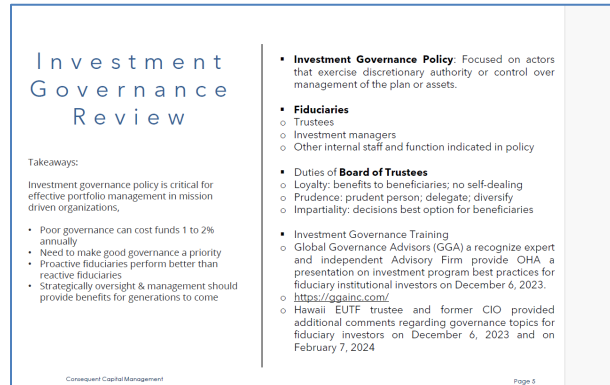 Investment
Governance
Review
Takeaways:
Investment governance policy is critical for
effective portfolio management in mission
driven organizations,
• Poor governance can cost funds 1 to 2%
annually
• Need to make good governance a priority
• Proactive fiduciaries perform better than
reactive fiduciaries
• Strategically oversight & management should
provide benefits for generations to come
▪ Investment Governance Policy: Focused on actors
that exercise discretionary authority or control over
management of the plan or assets.
▪ Fiduciaries
o Trustees
o Investment managers
o Other internal staff and function indicated in policy
▪ Duties of Board of Trustees
o Loyalty: benefits to beneficiaries; no self-dealing
o Prudence: prudent person; delegate; diversify
o Impartiality: decisions best option for beneficiaries
▪ Investment Governance Training
o Global Governance Advisors (GGA) a recognize expert
and independent Advisory Firm provide OHA a
presentation on investment program best practices for
fiduciary institutional investors on December 6, 2023.
o https://ggainc.com/
o Hawaii EUTF trustee and former CIO provided
additional comments regarding governance topics for
fiduciary investors on December 6, 2023 and on
February 7, 2024
Consequent Capital Management
Page 5